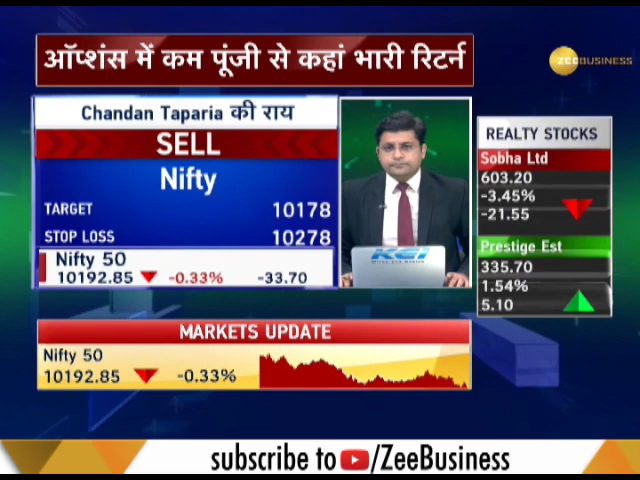 ऑप्शंस में कम पूंजी से कहां भारी रिटर्न
ZEEBUSINESS
Chandan Taparia की राय
SELL
Nifty
TARGET 10178
STOP LOSS 10278
Nifty 50
10192.85 -0.33% -33.70
KEI
REALTY STOCKS
Sobha Ltd
603.20
-3.45%
-21.55
Prestige Est
335.70
1.54%
5.10
MARKETS UPDATE
Nifty 50
10192.85 -0.33%
subscribe to /ZeeBusiness